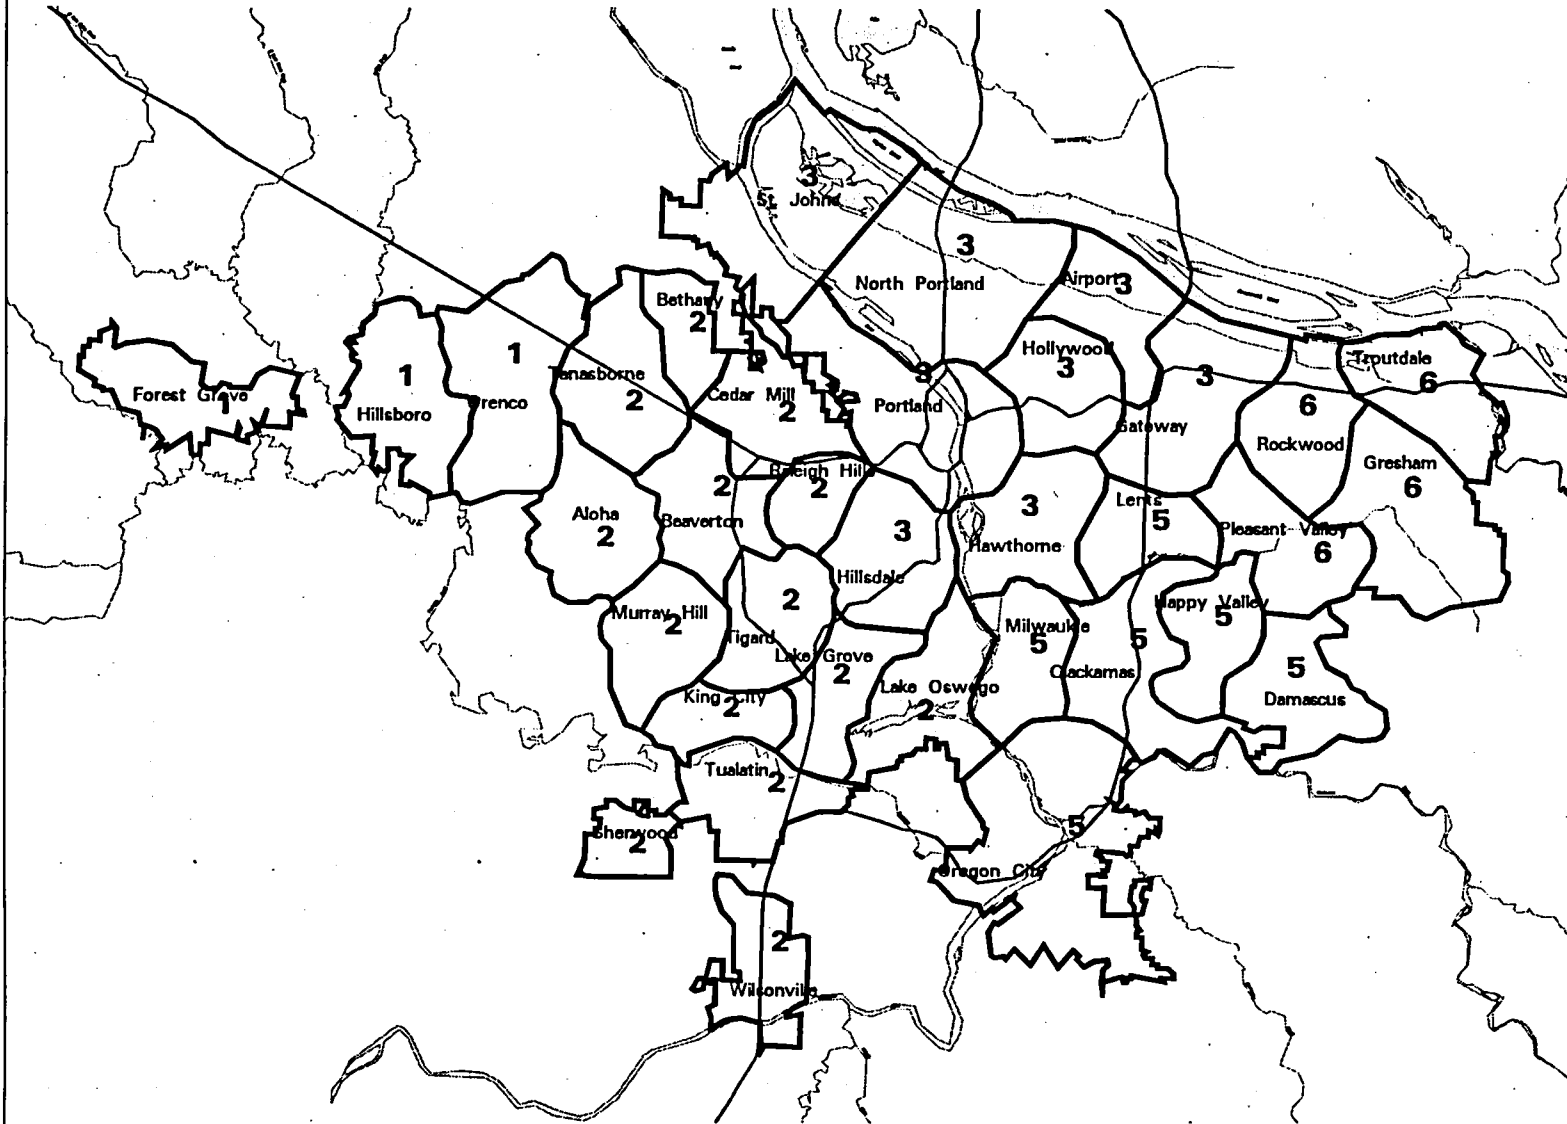 3
St. Johns
3
North Portland
Airport
3
Bethany
2
Hollywood
3
1
Orenco
1
Hillsboro
Tanasborne
2
Cedar Mill
2
3
Portland
3
Gateway
Troutdale
6
6
Rockwood
Forest Grove
1
Gresham
6
Raleigh Hills
2
2
Beaverton
Aloha
2
3
Hillsdale
3
Hawthorne
Lents
5
Pleasant Valley
6
Murray Hill
2
2
Tigard
Lake Grove
2
Milwaukie
5
5
Clackamas
Happy Valley
5
5
Damascus
King City
2
Lake Oswego
2
Tualatin
2
Sherwood
2
5
Oregon City
2
Wilsonville